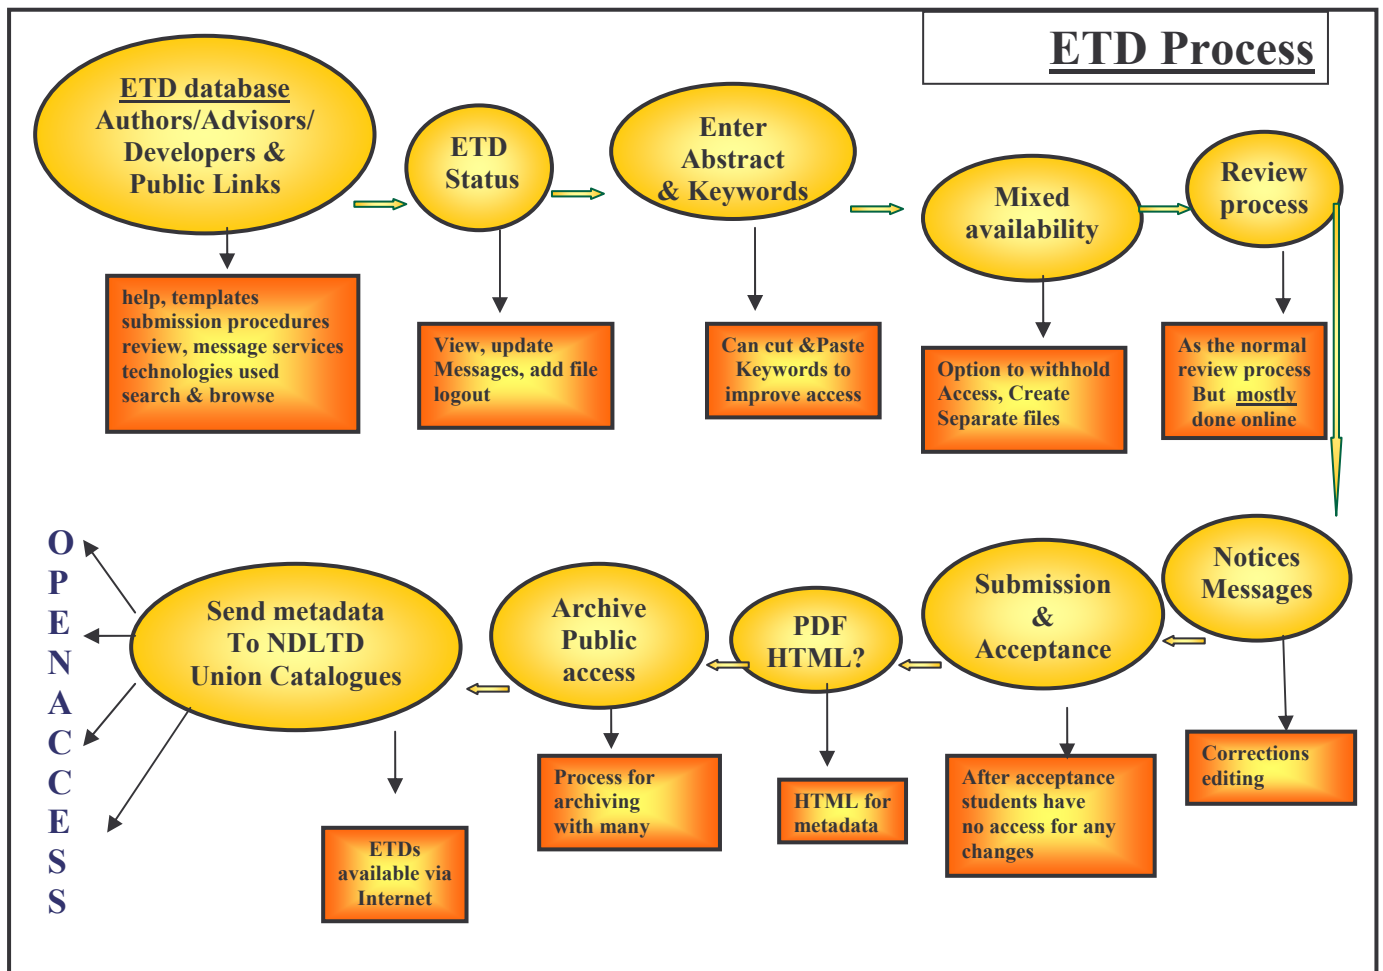 ETD Process
ETD database
Authors/Advisors/
Developers &
Public Links
ETD
Status
Enter
Abstract
& Keywords
Mixed
availability
Review
process
help, templates
submission procedures
review, message services
technologies used
search & browse
View, update
Messages, add file
logout
Can cut &Paste
Keywords to
improve access
Option to withhold
Access, Create
Separate files
As the normal
review process
But mostly
done online
Notices
Messages
Submission
&
Acceptance
PDF
HTML?
Archive
Public
access
Send metadata
To NDLTD
Union Catalogues
O
P
E
N
A
C
C
E
S
S
Corrections
editing
After acceptance
students have
no access for any
changes
HTML for
metadata
Process for
archiving
with many
ETDs
available via
Internet